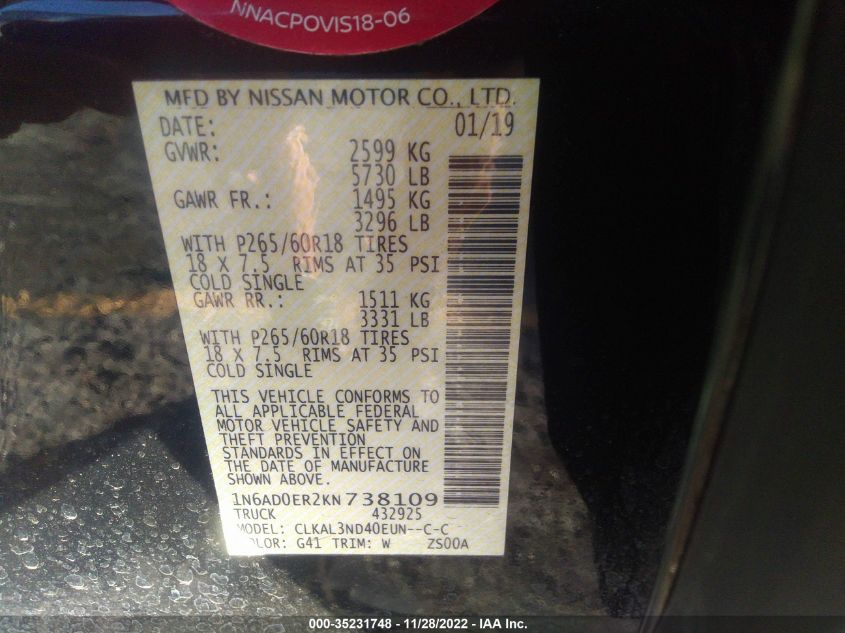 NNACPOVIS18-06
MFD BY NISSAN MOTOR CO., LTD.
DATE: 01/19
GVWR: 2599 KG
5730 LB
GAWR FR.: 1495 KG
3296 LB
WITH P265/60R18 TIRES
18 X 7.5 RIMS AT 35 PSI
COLD SINGLE
GAWR RR.: 1511 KG
3331 LB
WITH P265/60R18 TIRES
18 X 7.5 RIMS AT 35 PSI
COLD SINGLE
THIS VEHICLE CONFORMS TO
ALL APPLICABLE FEDERAL
MOTOR VEHICLE SAFETY AND
THEFT PREVENTION
STANDARDS IN EFFECT ON
THE DATE OF MANUFACTURE
SHOWN ABOVE.
1N6AD0ER2KN738109
TRUCK 432925
MODEL: CLKAL3ND40EUN--C-C
OLOR: G41 TRIM: W ZS00A
000-35231748 - 11/28/2022 - IAA Inc.